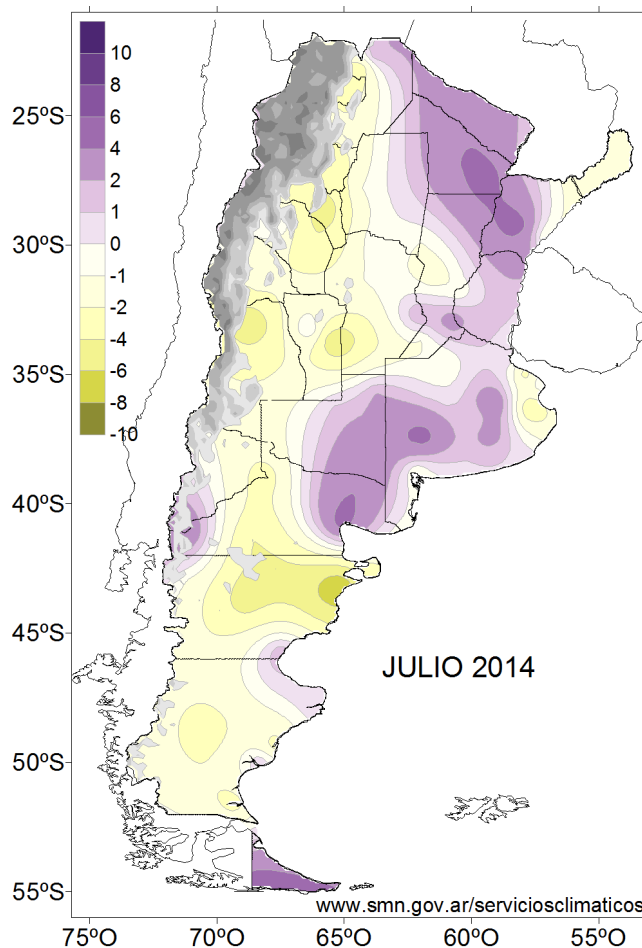 10
8
6
4
2
1
0
-1
-2
-4
-6
-8
-10
25ºS
30ºS
35ºS
40ºS
45ºS
50ºS
55ºS
JULIO 2014
www.smn.gov.ar/serviciosclimaticos
75ºO 70ºO 65ºO 60ºO 55ºO